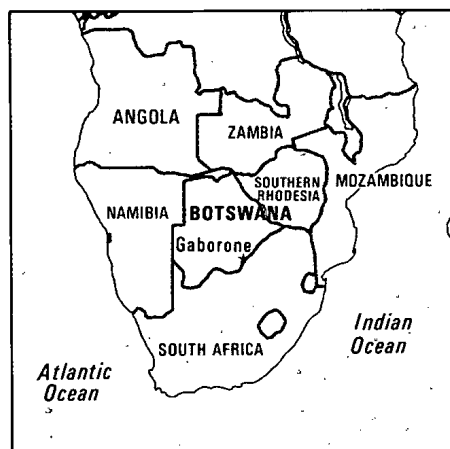 ANGOLA
ZAMBIA
SOUTHERN
RHODESIA
MOZAMBIQUE
NAMIBIA
BOTSWANA
Gaborone
SOUTH AFRICA
Indian
Ocean
Atlantic
Ocean